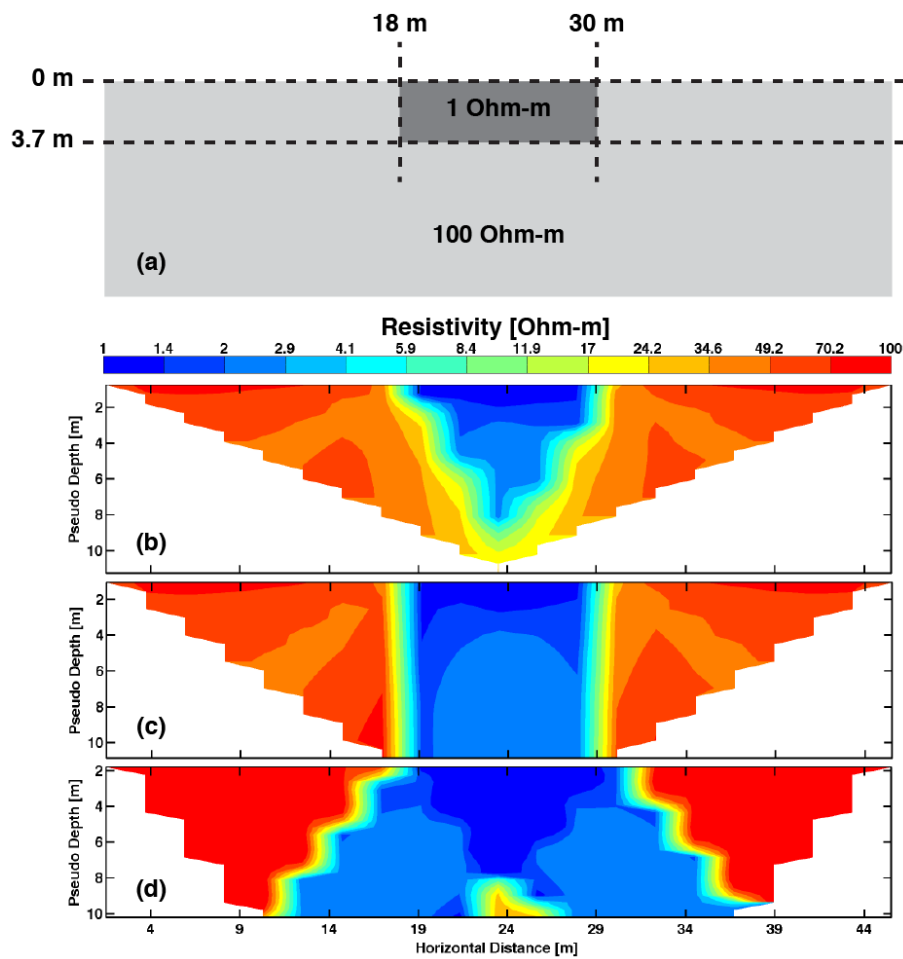 18 m 30 m
0 m
1 Ohm-m
3.7 m
100 Ohm-m
(a)
Resistivity [Ohm-m]
1 1.4 2 2.9 4.1 5.9 8.4 11.9 17 24.2 34.6 49.2 70.2 100
Pseudo Depth [m]
2
4
6
8
10
(b)
Pseudo Depth [m]
2
4
6
8
10
(c)
Pseudo Depth [m]
2
4
6
8
10
(d)
4 9 14 19 24 29 34 39 44
Horizontal Distance [m]